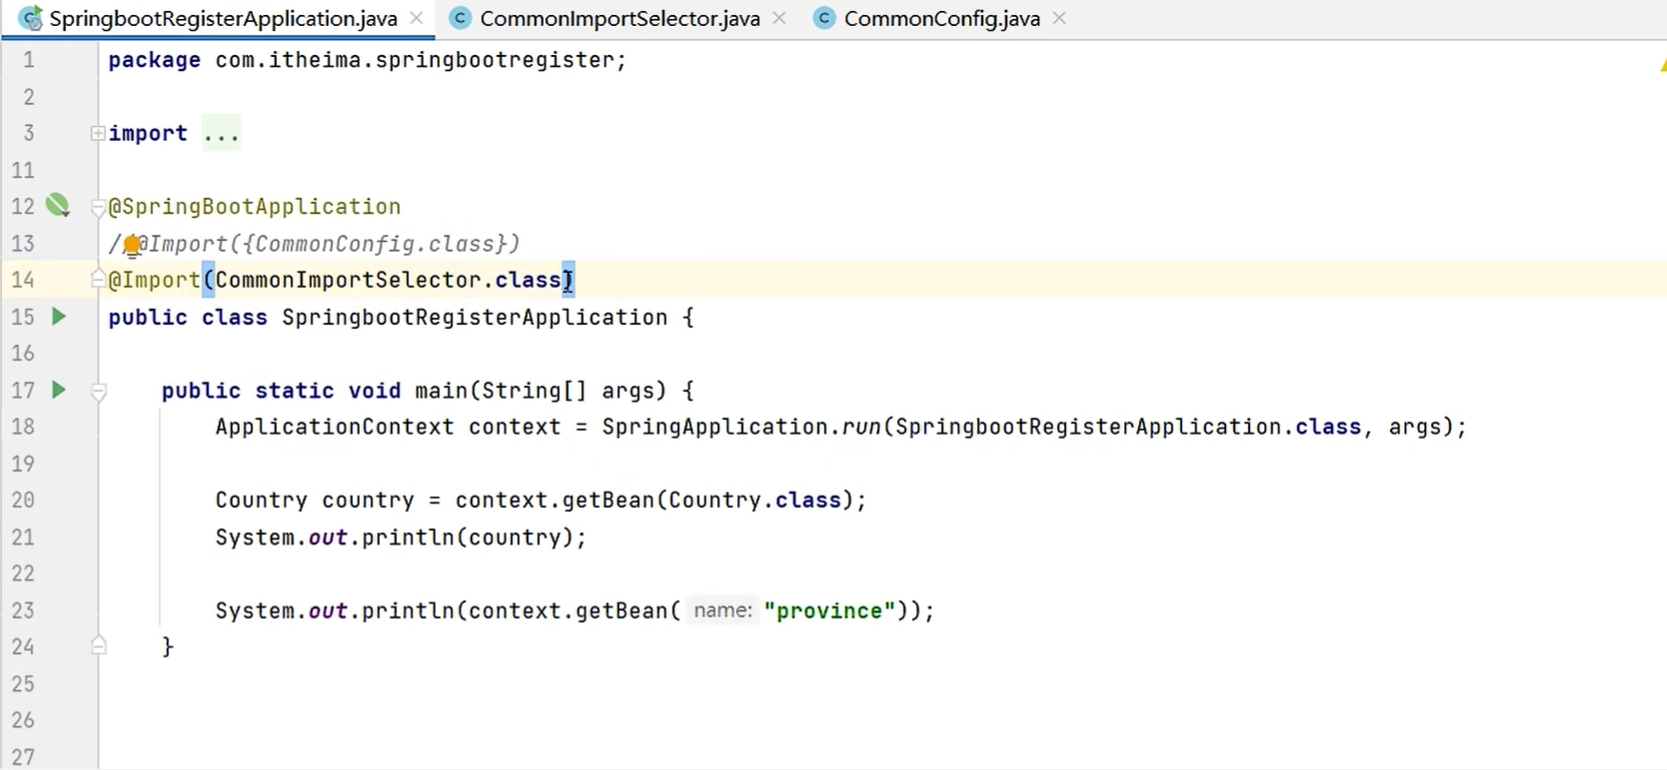 SpringbootRegisterApplication.java CommonImportSelector.java CommonConfig.java
1 package com.itheima.springbootregister;
2
3 import ...
11
12 @SpringBootApplication
13 //@Import({CommonConfig.class})
14 @Import(CommonImportSelector.class)
15 public class SpringbootRegisterApplication {
16
17 public static void main(String[] args) {
18 ApplicationContext context = SpringApplication.run(SpringbootRegisterApplication.class, args);
19
20 Country country = context.getBean(Country.class);
21 System.out.println(country);
22
23 System.out.println(context.getBean( name: "province"));
24 }
25
26
27